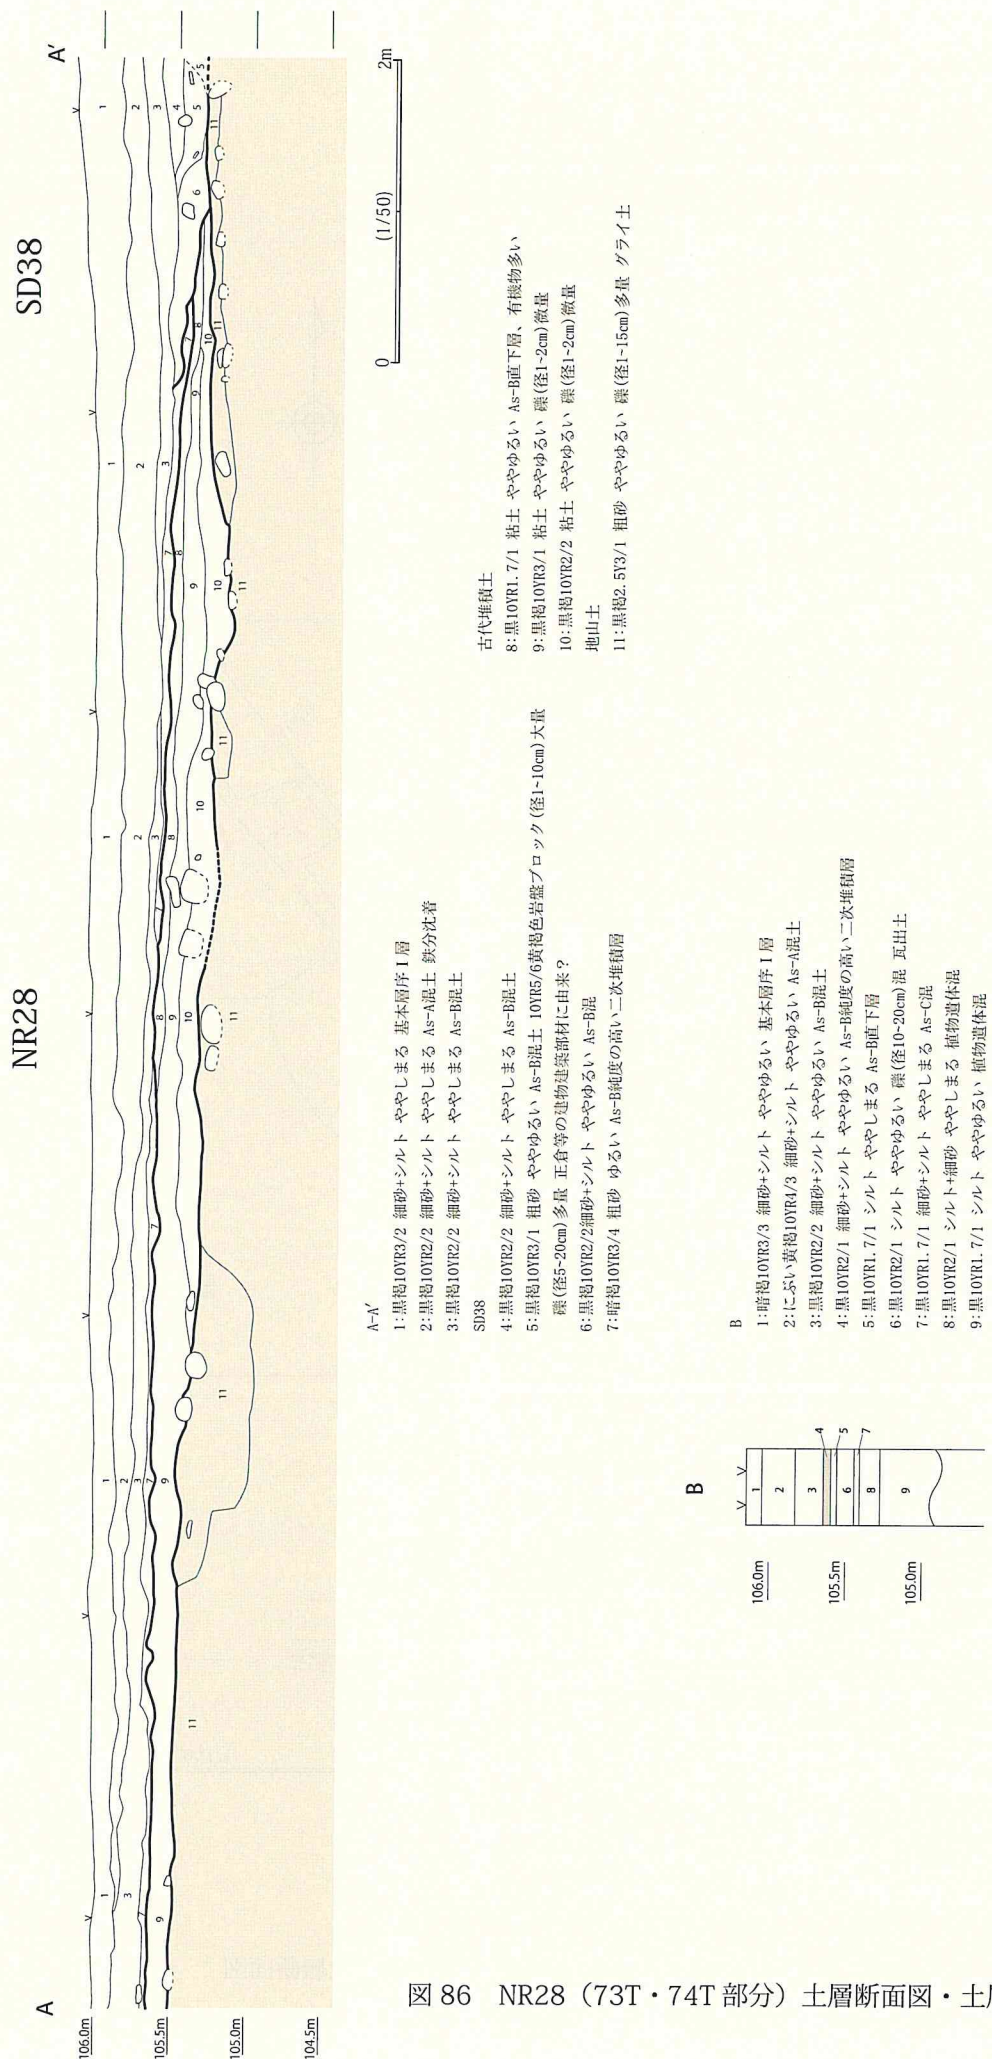 NR28
SD38
A
A′
106.0m
105.5m
105.0m
104.5m
0
(1/50)
2m
A-A′
1:黒褐10YR3/2 細砂+シルト ややしまる 基本層序Ⅰ層
2:黒褐10YR2/2 細砂+シルト ややしまる As-A混土 鉄分沈着
3:黒褐10YR2/2 細砂+シルト ややしまる As-B混土
SD38
4:黒褐10YR2/2 細砂+シルト ややしまる As-B混土
5:黒褐10YR3/1 粗砂 ややゆるい As-B混土 10YR5/6黄褐色岩盤ブロック(径1~10cm)大量
礫(径5~20cm)多量 正倉等の建物建築部材に由来?
6:黒褐10YR2/2細砂+シルト ややゆるい As-B混
7:暗褐10YR3/4 粗砂 ゆるい As-B純度の高い二次堆積層
古代堆積土
8:黒10YR1.7/1 粘土 ややゆるい As-B直下層、有機物多い
9:黒褐10YR3/1 粘土 ややゆるい 礫(径1~2cm)微量
10:黒褐10YR2/2 粘土 ややゆるい 礫(径1~2cm)微量
地山土
11:黒褐2.5Y3/1 粗砂 ややゆるい 礫(径1~15cm)多量 グライ土
B
106.0m
105.5m
105.0m
1
2
3
4
5
6
7
8
9
B
1:暗褐10YR3/3 細砂+シルト ややゆるい 基本層序Ⅰ層
2:にぶい黄褐10YR4/3 細砂+シルト ややゆるい As-A混土
3:黒褐10YR2/2 細砂+シルト ややゆるい As-B混土
4:黒10YR2/1 細砂+シルト ややゆるい As-B純度の高い二次堆積層
5:黒10YR1.7/1 シルト ややしまる As-B直下層
6:黒10YR2/1 シルト ややゆるい 礫(径10~20cm)混 瓦出土
7:黒10YR1.7/1 細砂+シルト ややしまる As-C混
8:黒10YR2/1 シルト+細砂 ややしまる 植物遺体混
9:黒10YR1.7/1 シルト ややゆるい 植物遺体混
図 86 NR28（73T・74T 部分）土層断面図・土